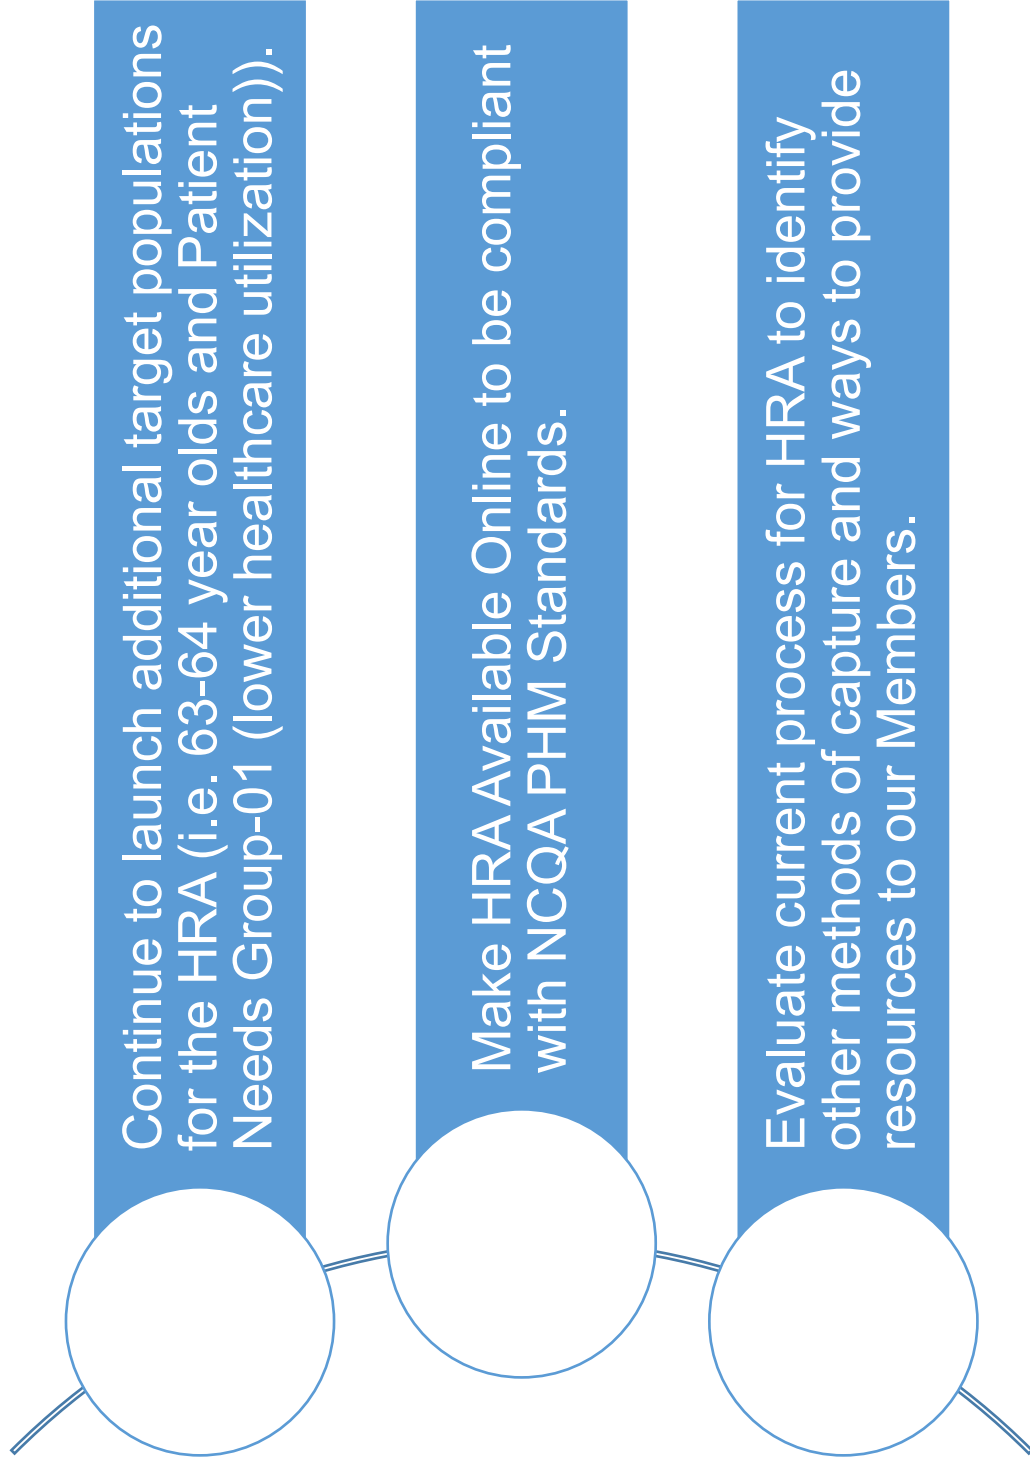 Continue to launch additional target populations
for the HRA (i.e. 63-64 year olds and Patient
Needs Group-01 (lower healthcare utilization)).
Make HRA Available Online to be compliant
with NCQA PHM Standards.
Evaluate current process for HRA to identify
other methods of capture and ways to provide
resources to our Members.